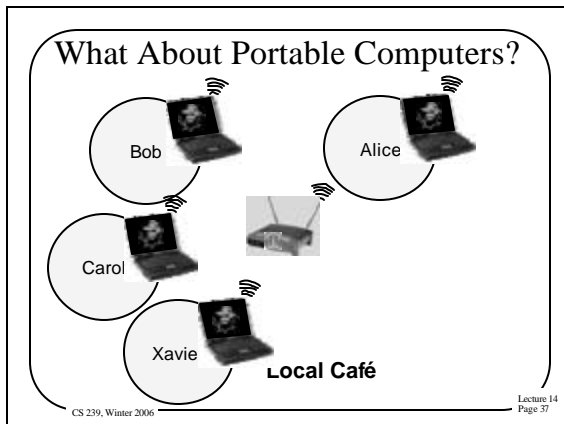 What About Portable Computers?
Bob
Alice
Carol
Xavie
Local Café
CS 239, Winter 2006
Lecture 14
Page 37